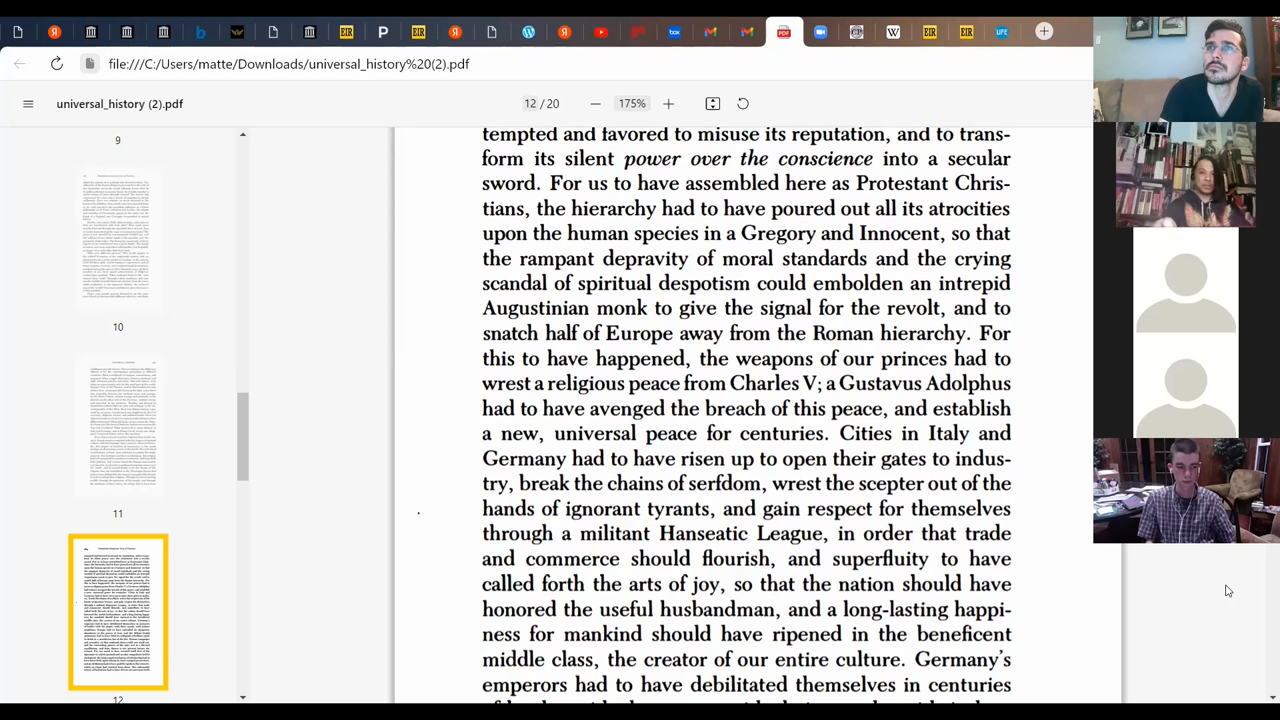 EIR
P
EIR
box
PDF
W
EIR
EIR
LIFE
file:///C:/Users/matte/Downloads/universal_history%20(2).pdf
universal_history (2).pdf
12 / 20
175%
9
10
11
12
tempted and favored to misuse its reputation, and to trans-
form its silent power over the conscience into a secular
sword. For us to have assembled here as Protestant Chris-
tians, the hierarchy had to have poured out all its atrocities
upon the human species in a Gregory and Innocent, so that
the rampant depravity of moral standards and the crying
scandal of spiritual despotism could embolden an intrepid
Augustinian monk to give the signal for the revolt, and to
snatch half of Europe away from the Roman hierarchy. For
this to have happened, the weapons of our princes had to
wrest a religious peace from Charles V; a Gustavus Adolphus
had to have avenged the breach of this peace, and establish
a new, universal peace for centuries. Cities in Italy and
Germany had to have risen up to open their gates to indus-
try, break the chains of serfdom, wrest the scepter out of the
hands of ignorant tyrants, and gain respect for themselves
through a militant Hanseatic League, in order that trade
and commerce should flourish, and superfluity to have
called forth the arts of joy, so that the nation should have
honored the useful husbandman, and a long-lasting happi-
ness for mankind should have ripened in the beneficent
middle class, the creator of our entire culture. Germany's
emperors had to have debilitated themselves in centuries